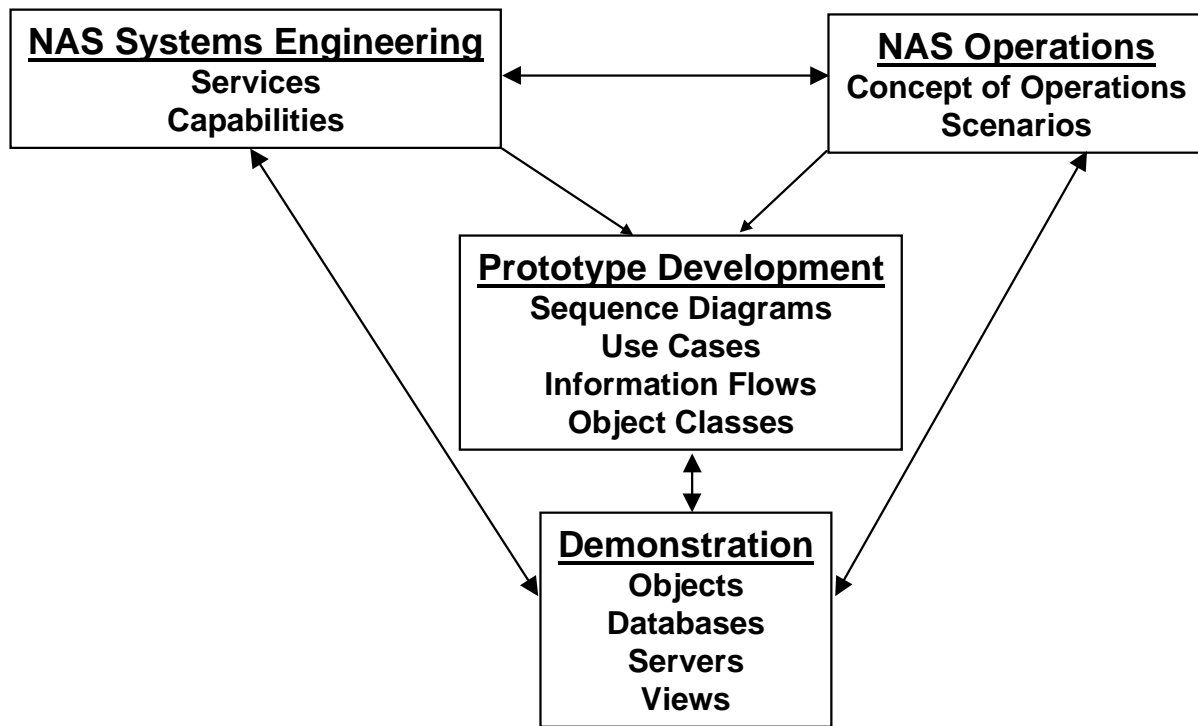 NAS Systems Engineering
Services
Capabilities
NAS Operations
Concept of Operations
Scenarios
Prototype Development
Sequence Diagrams
Use Cases
Information Flows
Object Classes
Demonstration
Objects
Databases
Servers
Views